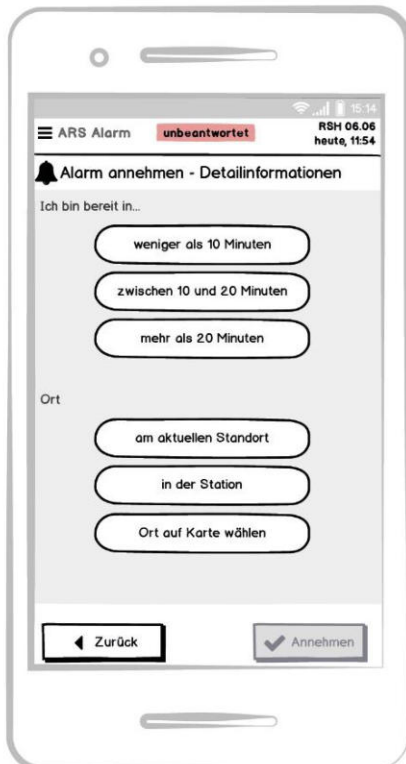 15:14
ARS Alarm unbeantwortet RSH 06.06
heute, 11:54
Alarm annehmen - Detailinformationen
Ich bin bereit in...
weniger als 10 Minuten
zwischen 10 und 20 Minuten
mehr als 20 Minuten
Ort
am aktuellen Standort
in der Station
Ort auf Karte wählen
Zurück Annehmen